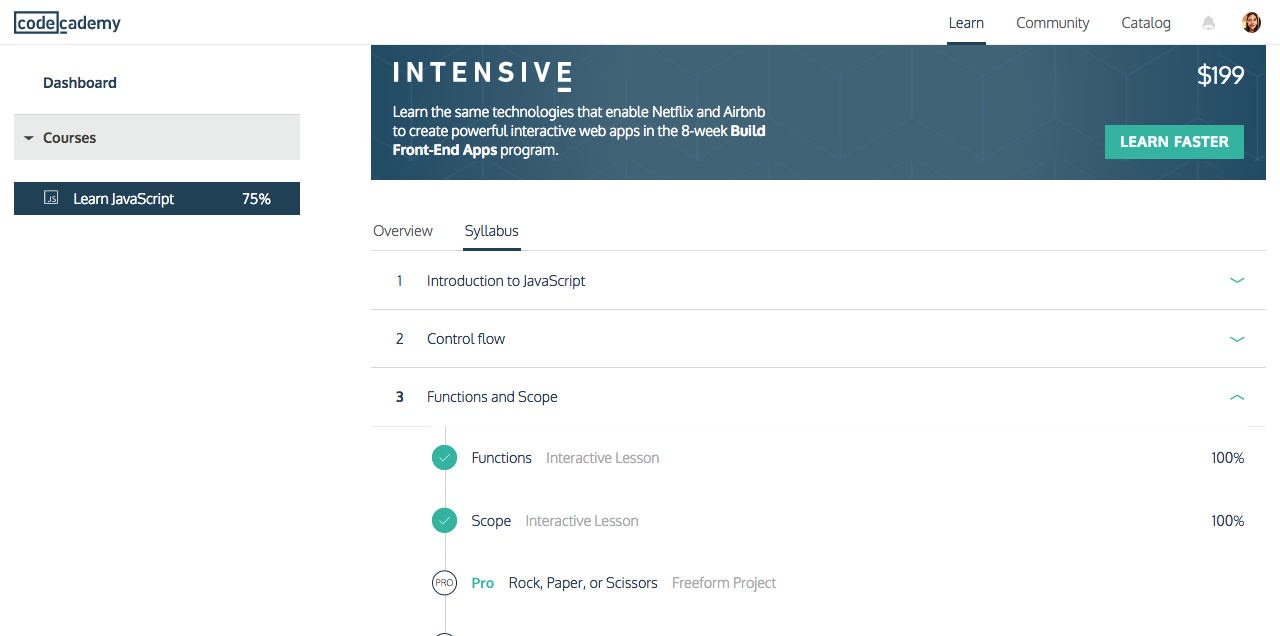 codecademy
Learn
Community
Catalog
Dashboard
Courses
JS
Learn JavaScript
75%
INTENSIVE
$199
Learn the same technologies that enable Netflix and Airbnb
to create powerful interactive web apps in the 8-week Build
Front-End Apps program.
LEARN FASTER
Overview
Syllabus
1 Introduction to JavaScript
2 Control flow
3 Functions and Scope
Functions Interactive Lesson 100%
Scope Interactive Lesson 100%
PRO Pro Rock, Paper, or Scissors Freeform Project